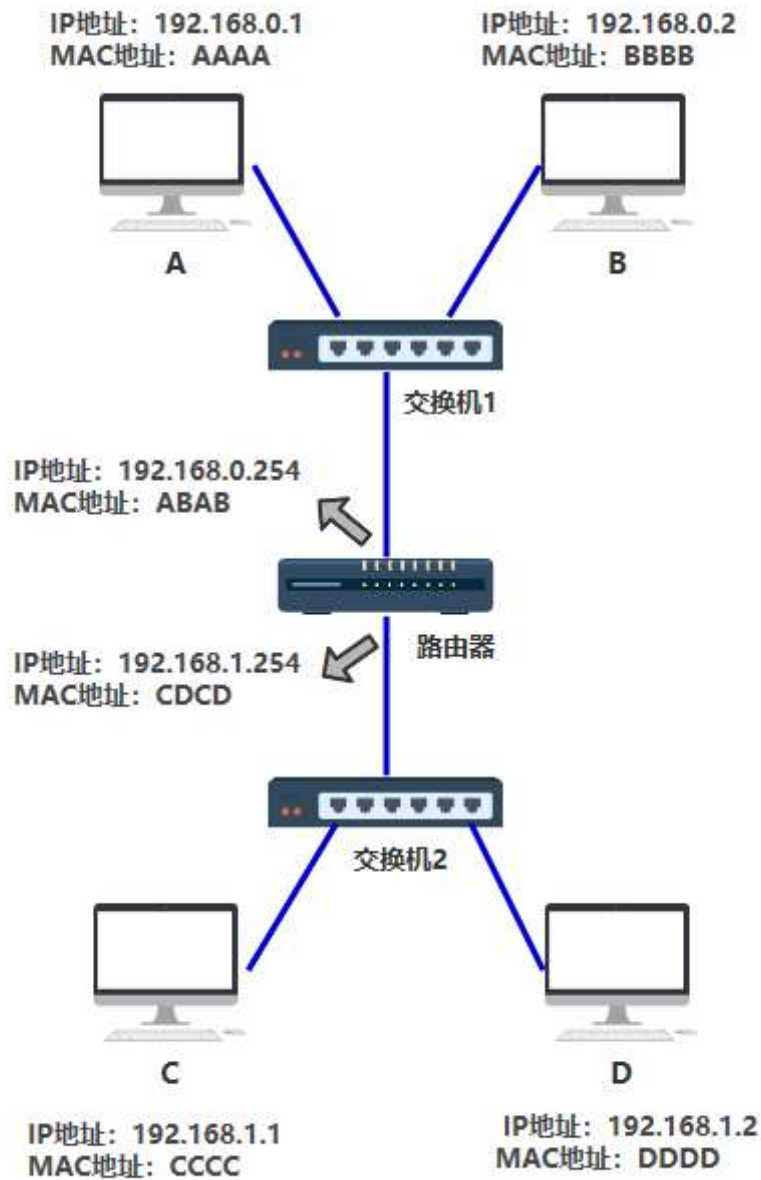 IP地址：192.168.0.1
MAC地址：AAAA
IP地址：192.168.0.2
MAC地址：BBBB
A
B
交换机1
IP地址：192.168.0.254
MAC地址：ABAB
路由器
IP地址：192.168.1.254
MAC地址：CDCD
交换机2
C
D
IP地址：192.168.1.1
MAC地址：CCCC
IP地址：192.168.1.2
MAC地址：DDDD